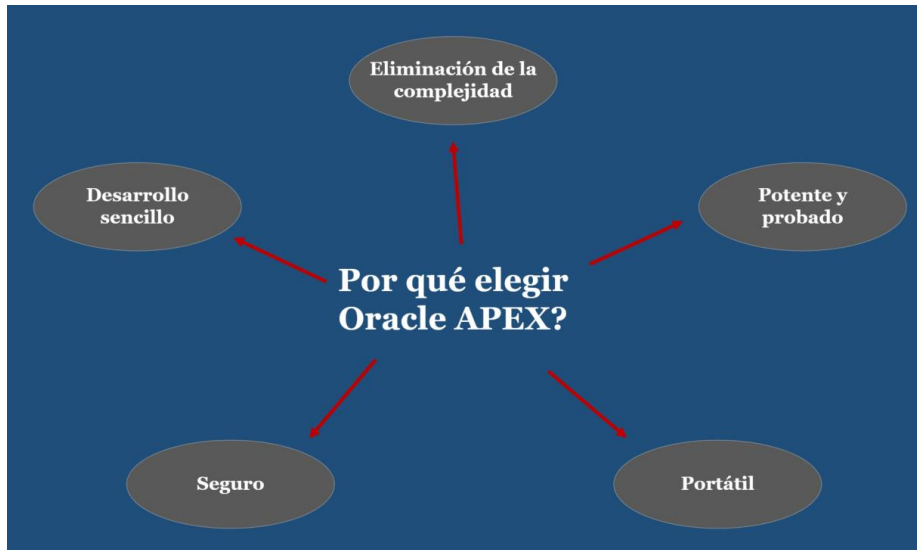 Eliminación de la
complejidad
Desarrollo
sencillo
Potente y
probado
Por qué elegir
Oracle APEX?
Seguro
Portátil